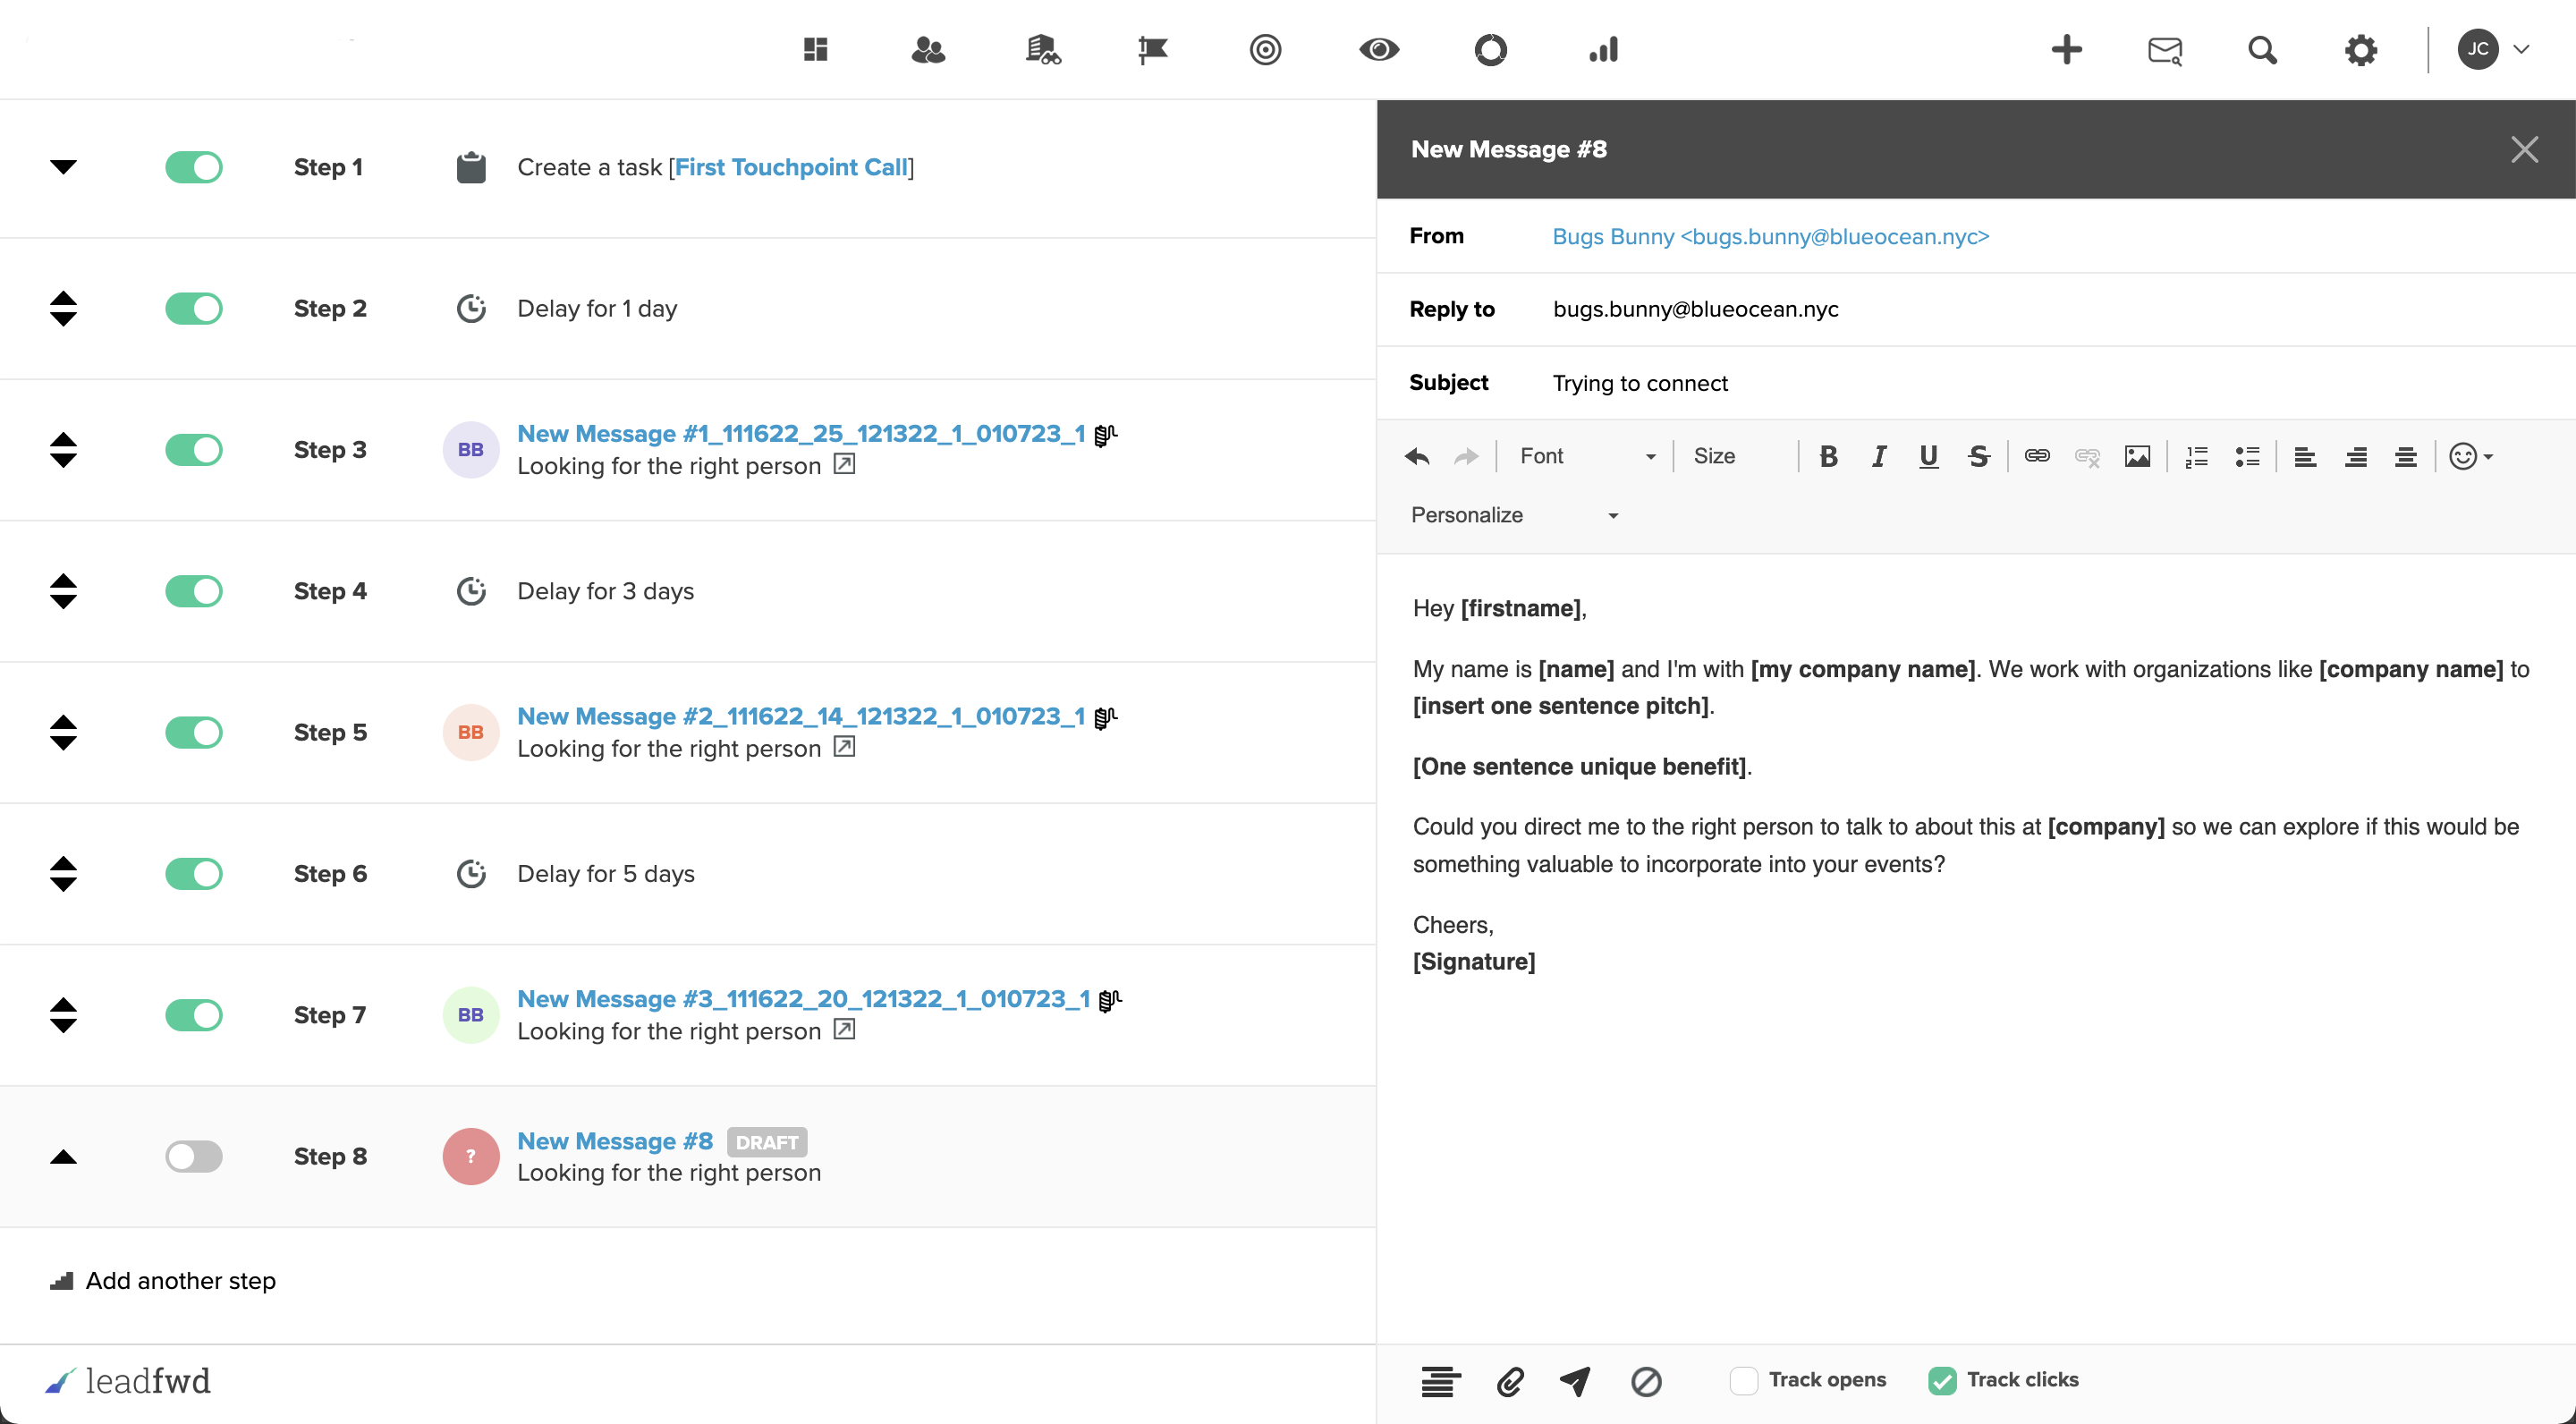 JC
Step 1
Create a task [First Touchpoint Call]
Step 2
Delay for 1 day
Step 3
BB
New Message #1_111622_25_121322_1_010723_1
Looking for the right person
Step 4
Delay for 3 days
Step 5
BB
New Message #2_111622_14_121322_1_010723_1
Looking for the right person
Step 6
Delay for 5 days
Step 7
BB
New Message #3_111622_20_121322_1_010723_1
Looking for the right person
Step 8
?
New Message #8 DRAFT
Looking for the right person
Add another step
leadfwd
New Message #8
From Bugs Bunny <bugs.bunny@blueocean.nyc>
Reply to bugs.bunny@blueocean.nyc
Subject Trying to connect
Font Size B I U S
Personalize
Hey [firstname],
My name is [name] and I'm with [my company name]. We work with organizations like [company name] to
[insert one sentence pitch].
[One sentence unique benefit].
Could you direct me to the right person to talk to about this at [company] so we can explore if this would be
something valuable to incorporate into your events?
Cheers,
[Signature]
Track opens Track clicks